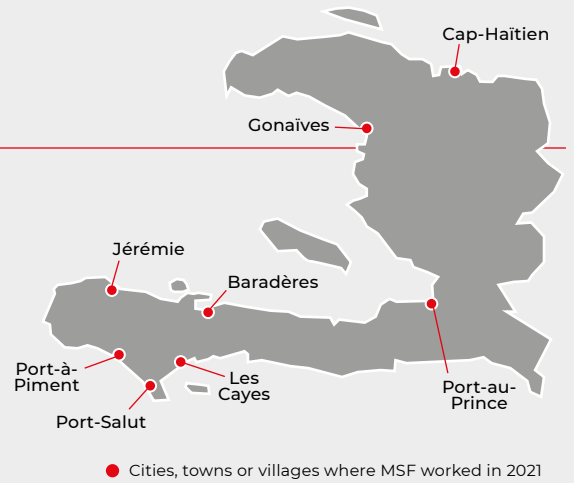 Cap-Haïtien
Gonaïves
Jérémie
Baradères
Port-à-
Piment
Les
Cayes
Port-au-
Prince
Port-Salut
Cities, towns or villages where MSF worked in 2021